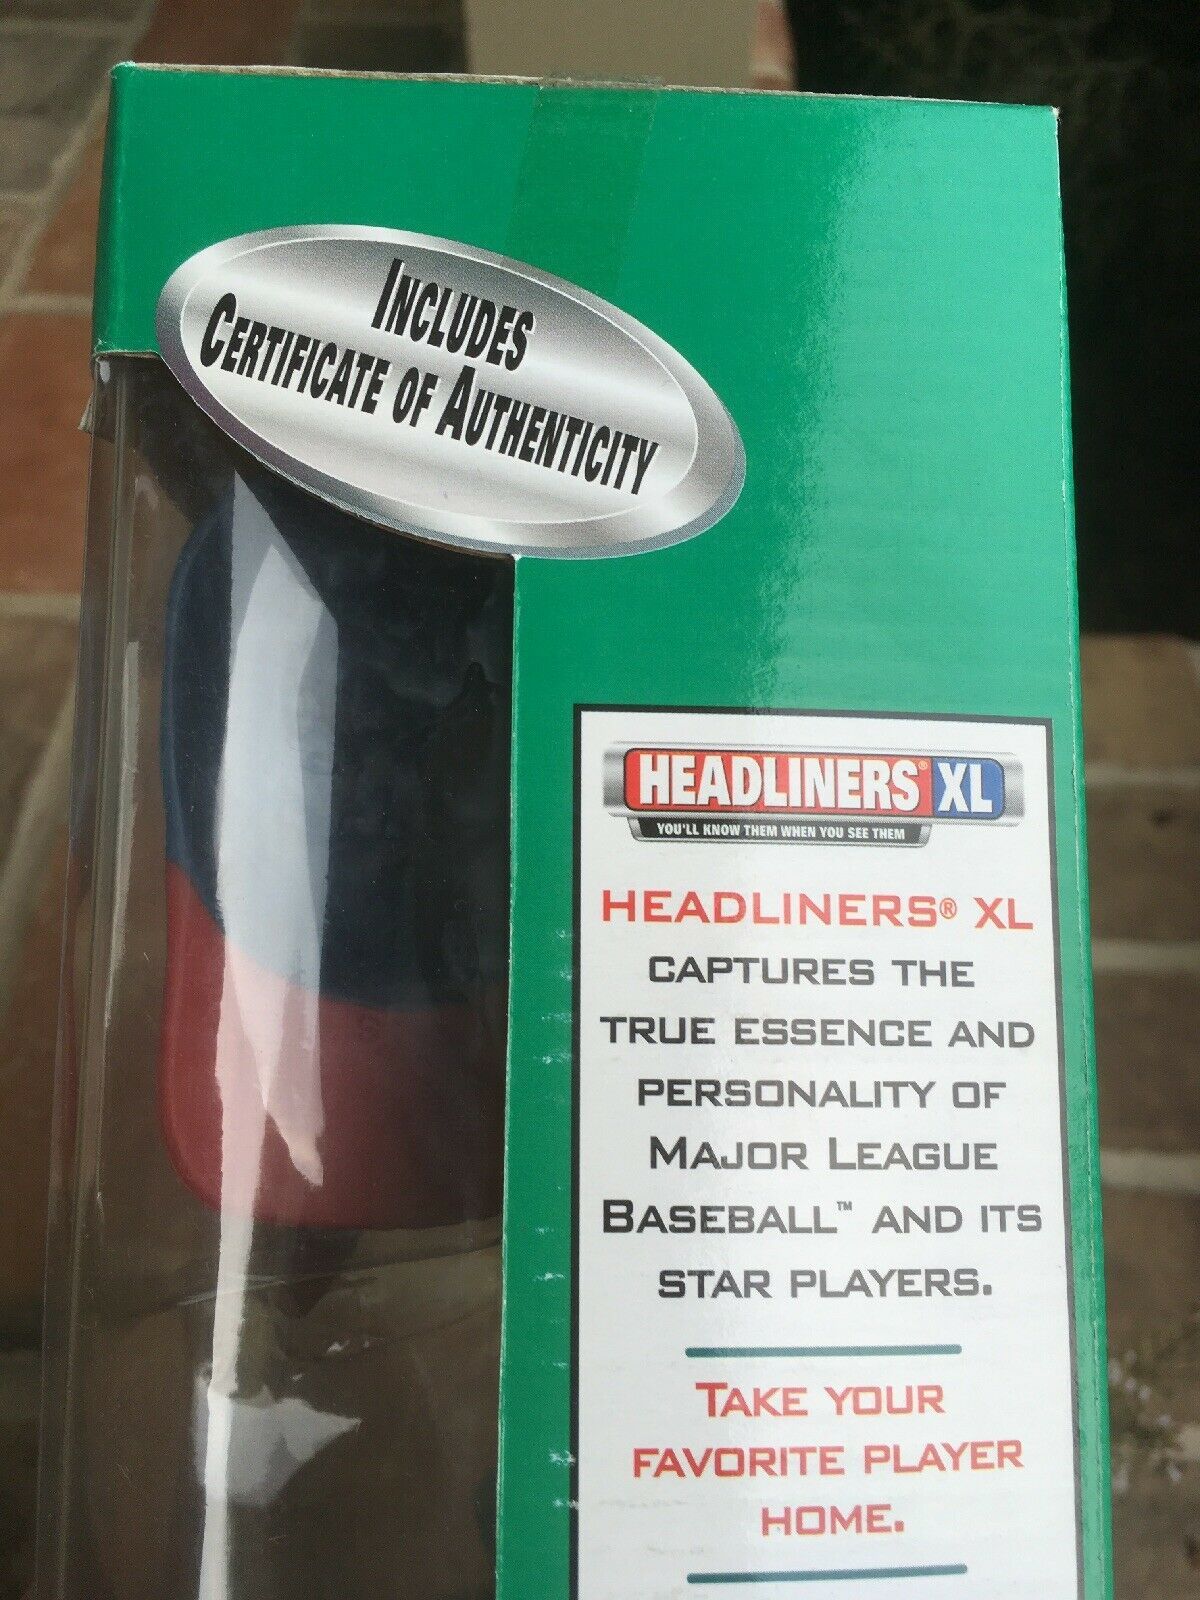 INCLUDES
CERTIFICATE OF AUTHENTICITY
HEADLINERS® XL
YOU'LL KNOW THEM WHEN YOU SEE THEM
HEADLINERS® XL
CAPTURES THE
TRUE ESSENCE AND
PERSONALITY OF
MAJOR LEAGUE
BASEBALL™ AND ITS
STAR PLAYERS.
TAKE YOUR
FAVORITE PLAYER
HOME.